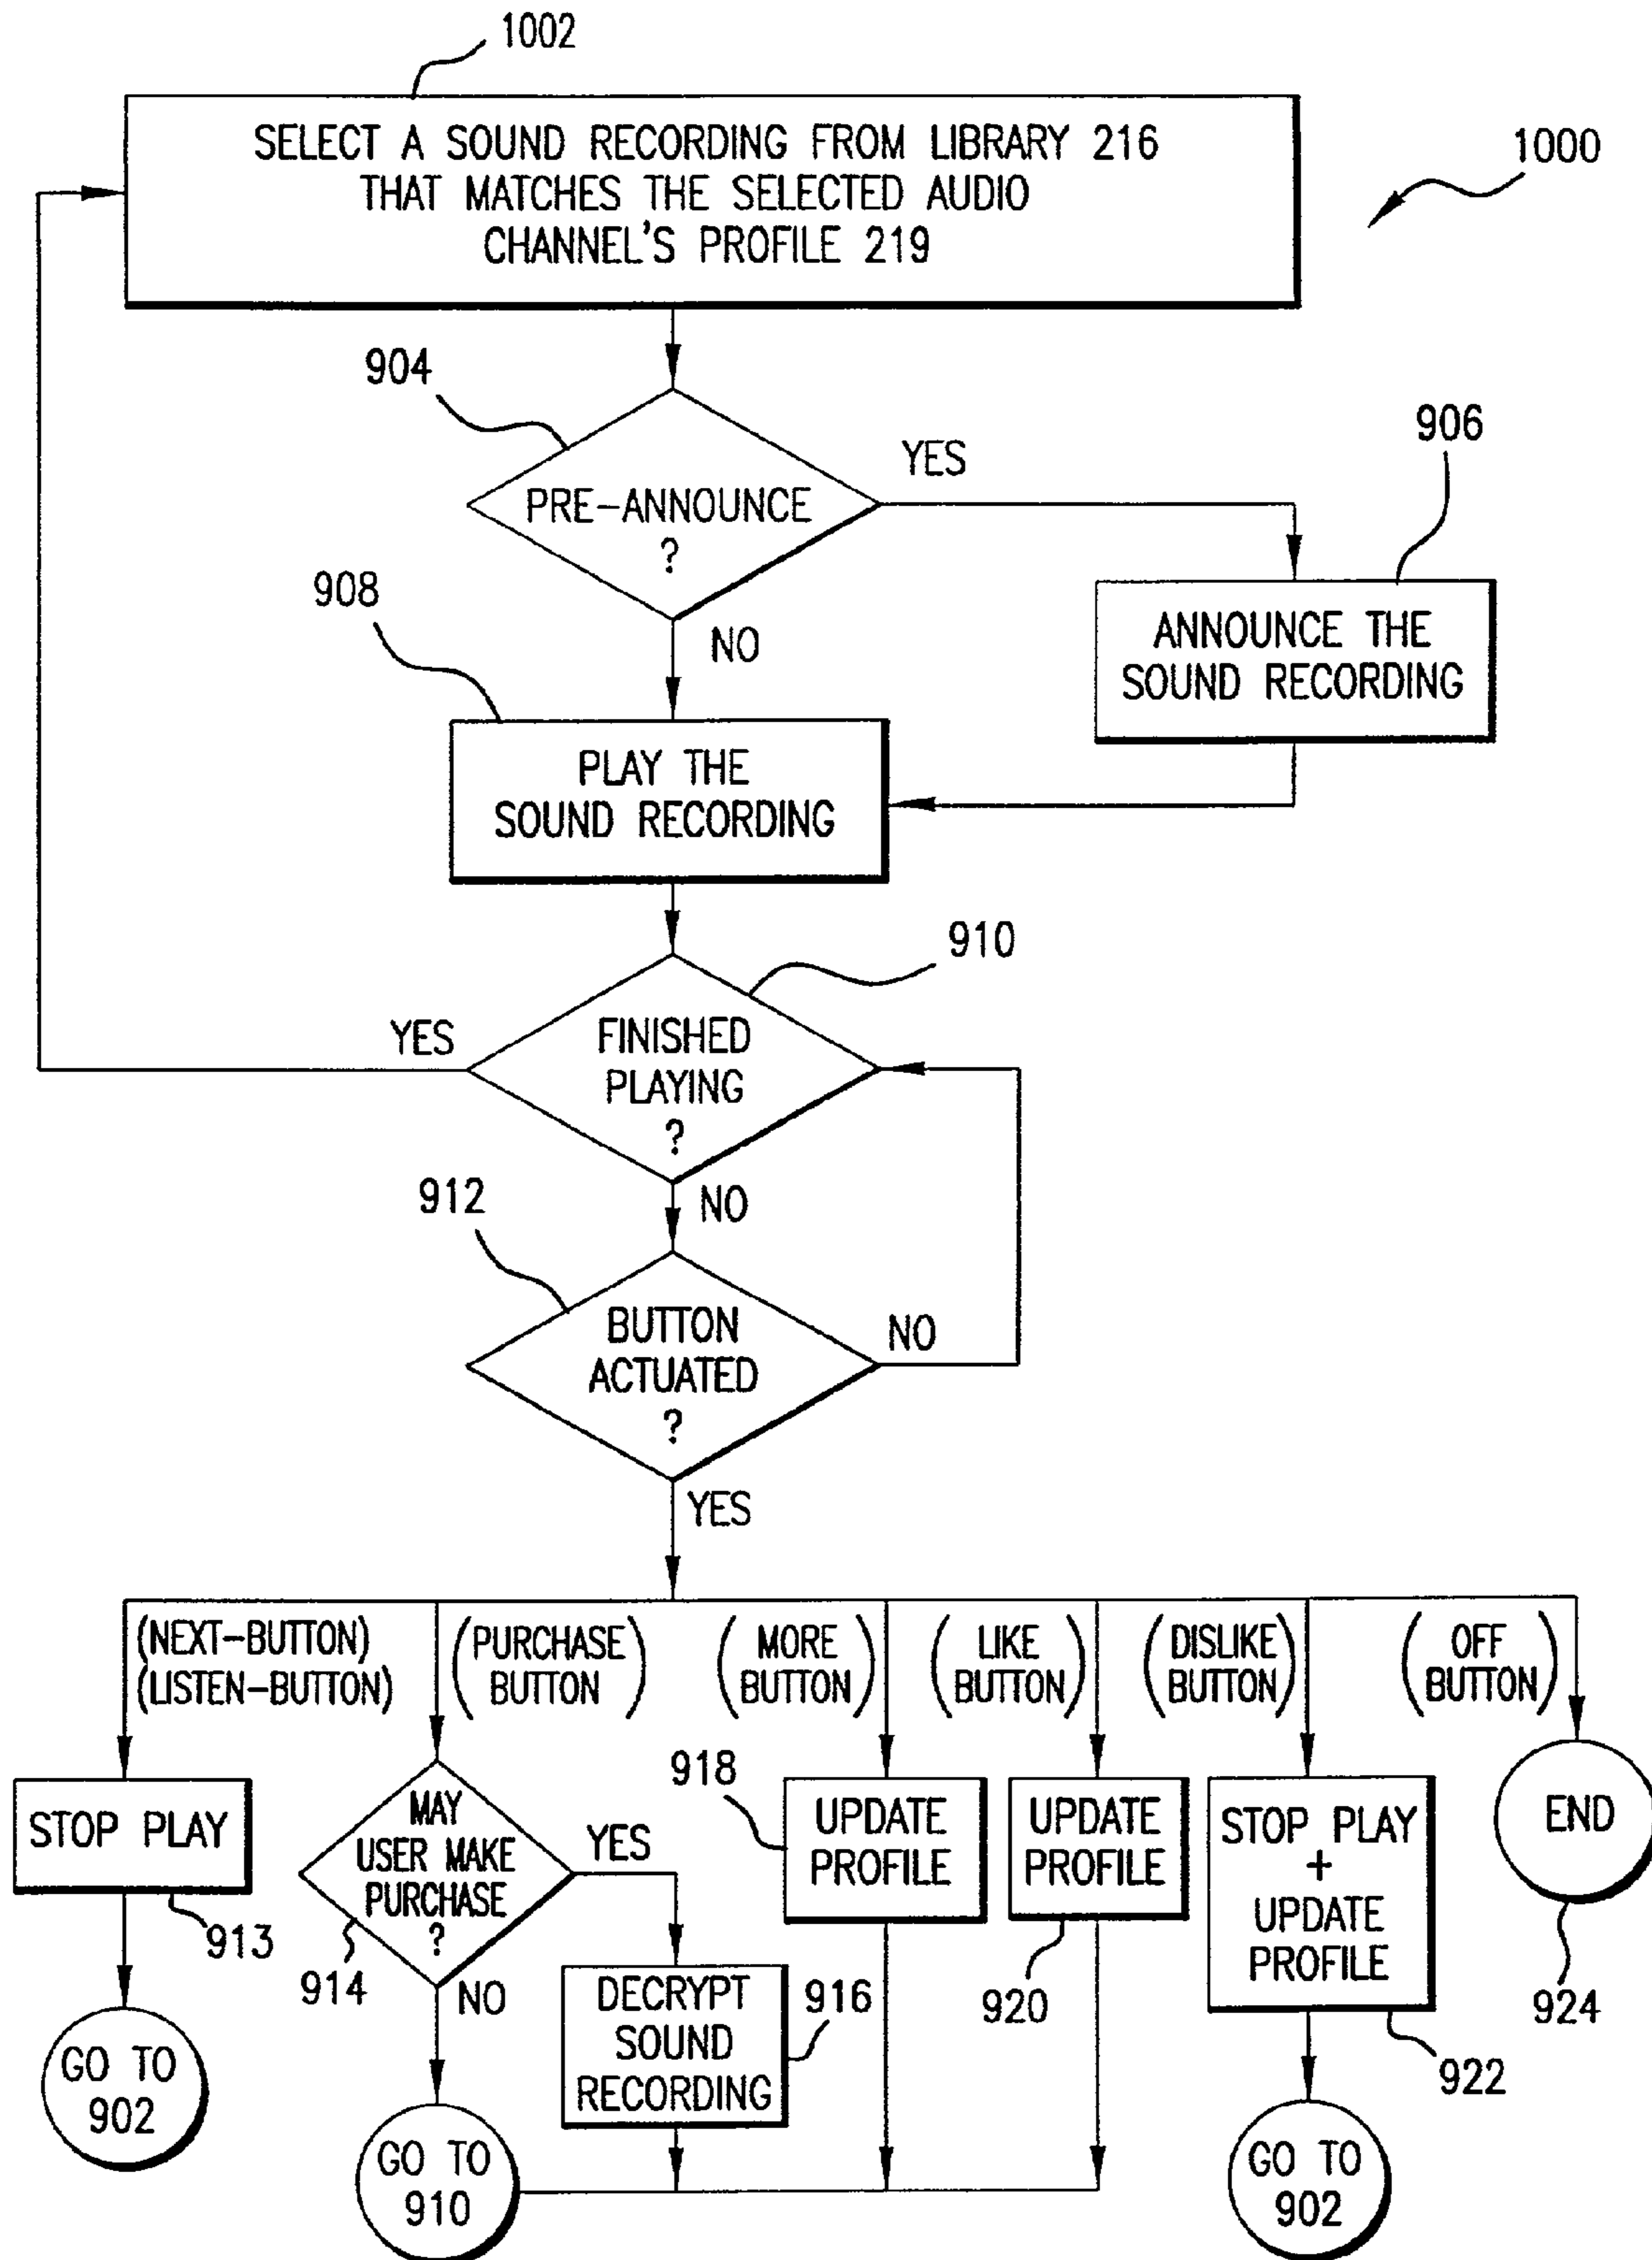 1002
SELECT A SOUND RECORDING FROM LIBRARY 216
THAT MATCHES THE SELECTED AUDIO
CHANNEL'S PROFILE 219
1000
904
PRE-ANNOUNCE
?
YES
906
NO
ANNOUNCE THE
SOUND RECORDING
908
PLAY THE
SOUND RECORDING
910
YES
FINISHED
PLAYING
?
NO
912
BUTTON
ACTUATED
?
NO
YES
(NEXT-BUTTON)
(LISTEN-BUTTON)
(PURCHASE
BUTTON)
(MORE
BUTTON)
(LIKE
BUTTON)
(DISLIKE
BUTTON)
(OFF
BUTTON)
STOP PLAY
913
GO TO
902
MAY
USER MAKE
PURCHASE
?
914
YES
NO
DECRYPT
SOUND
RECORDING
916
GO TO
910
918
UPDATE
PROFILE
UPDATE
PROFILE
920
STOP PLAY
+
UPDATE
PROFILE
922
GO TO
902
END
924